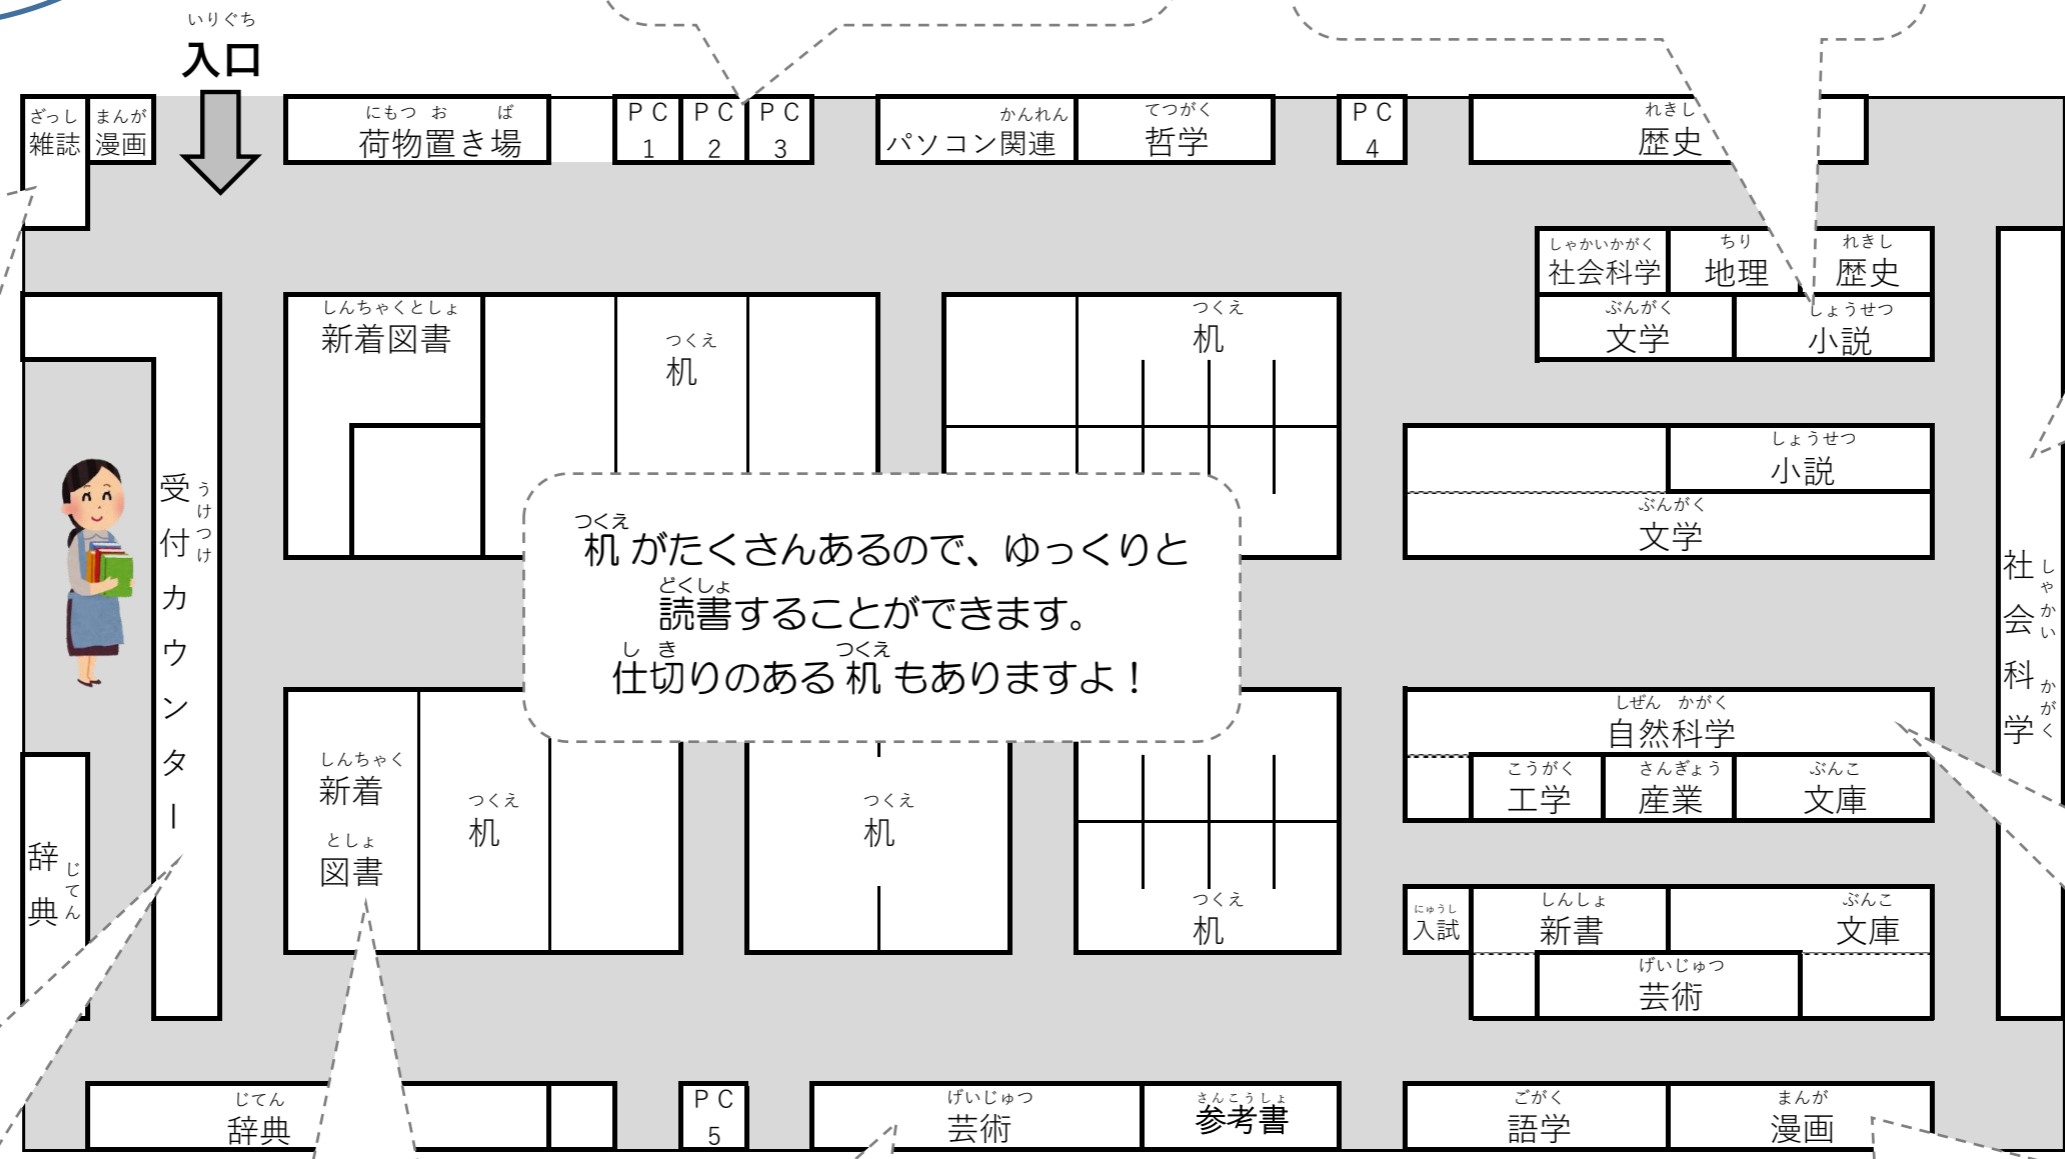 いりぐち
入口
ざっし
雑誌
まんが
漫画
にもつ お ば
荷物置き場
PC
1
PC
2
PC
3
かんれん
パソコン関連
てつがく
哲学
PC
4
れきし
歴史
しゃかいかがく
社会科学
ちり
地理
れきし
歴史
ぶんがく
文学
しょうせつ
小説
しんちゃくとしょ
新着図書
つくえ
机
つくえ
机
しょうせつ
小説
ぶんがく
文学
うけつけ
受付カウンター
つくえ
机がたくさんあるので、ゆっくりと
どくしょ
読書することができます。
し き つくえ
仕切りのある机もありますよ！
しゃかい かがく
社会科学
しぜん かがく
自然科学
こうがく
工学
さんぎょう
産業
ぶんこ
文庫
しんちゃく
新着
としょ
図書
つくえ
机
つくえ
机
つくえ
机
じてん
辞典
にゅうし
入試
しんしょ
新書
ぶんこ
文庫
げいじゅつ
芸術
じてん
辞典
PC
5
げいじゅつ
芸術
さんこうしょ
参考書
ごがく
語学
まんが
漫画